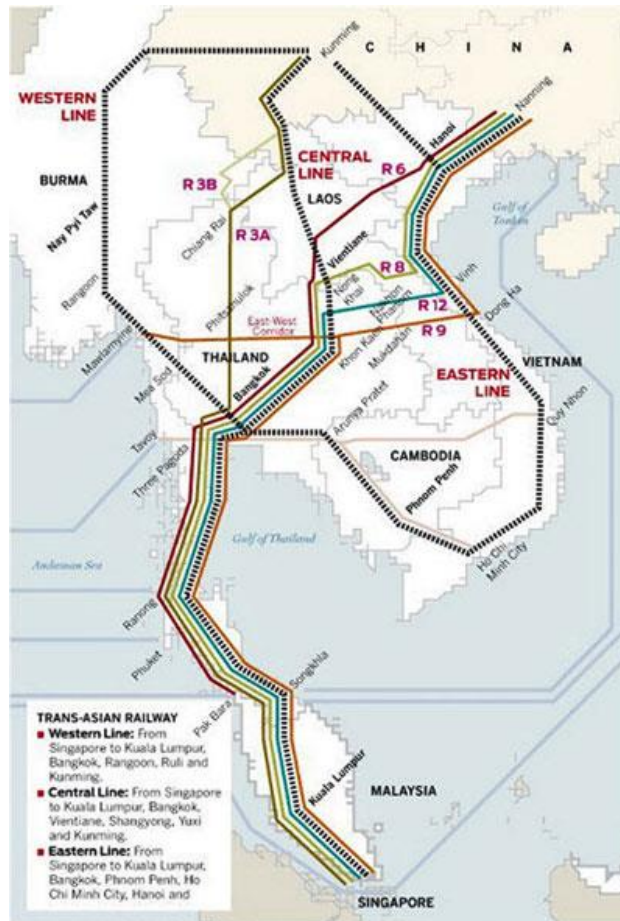 Kunming
C H I N A
WESTERN
LINE
Nanning
Hanoi
CENTRAL
LINE
R 6
BURMA
R 3B
LAOS
Nay Pyi Taw
Chiang Rai
R 3A
Vientiane
Gulf of
Tonkin
R 8
Rangoon
Phitsanulok
Nong
Khai
Nakhon
Phanom
Vinh
R 12
Dong Ha
East-West
Corridor
R 9
Mawlamyine
THAILAND
Khon Kaen
Mukdahan
VIETNAM
Mea Sod
Bangkok
EASTERN
LINE
Arunya Pratet
Quy Nhon
Tavoy
Three Pagoda
CAMBODIA
Phnom Penh
Gulf of Thailand
Ho Chi
Minh City
Andaman Sea
Ranong
Phuket
Songkhla
Pak Bara
TRANS-ASIAN RAILWAY
Western Line: From
Singapore to Kuala Lumpur,
Bangkok, Rangoon, Ruli and
Kunming.
Central Line: From Singapore
to Kuala Lumpur, Bangkok,
Vientiane, Shangyong, Yuxi
and Kunming.
Eastern Line: From
Singapore to Kuala Lumpur,
Bangkok, Phnom Penh, Ho
Chi Minh City, Hanoi and
Kuala Lumpur
MALAYSIA
SINGAPORE